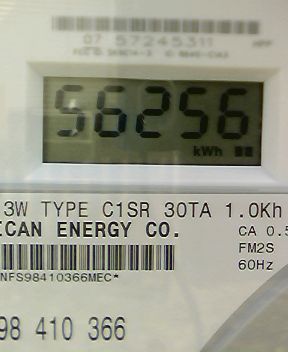 07 57245311
56256
kWh
3W TYPE C1SR 30TA 1.0Kh
ICAN ENERGY CO.
CA 0.5
FM2S
60Hz
NFS98410366MEC*
98 410 366